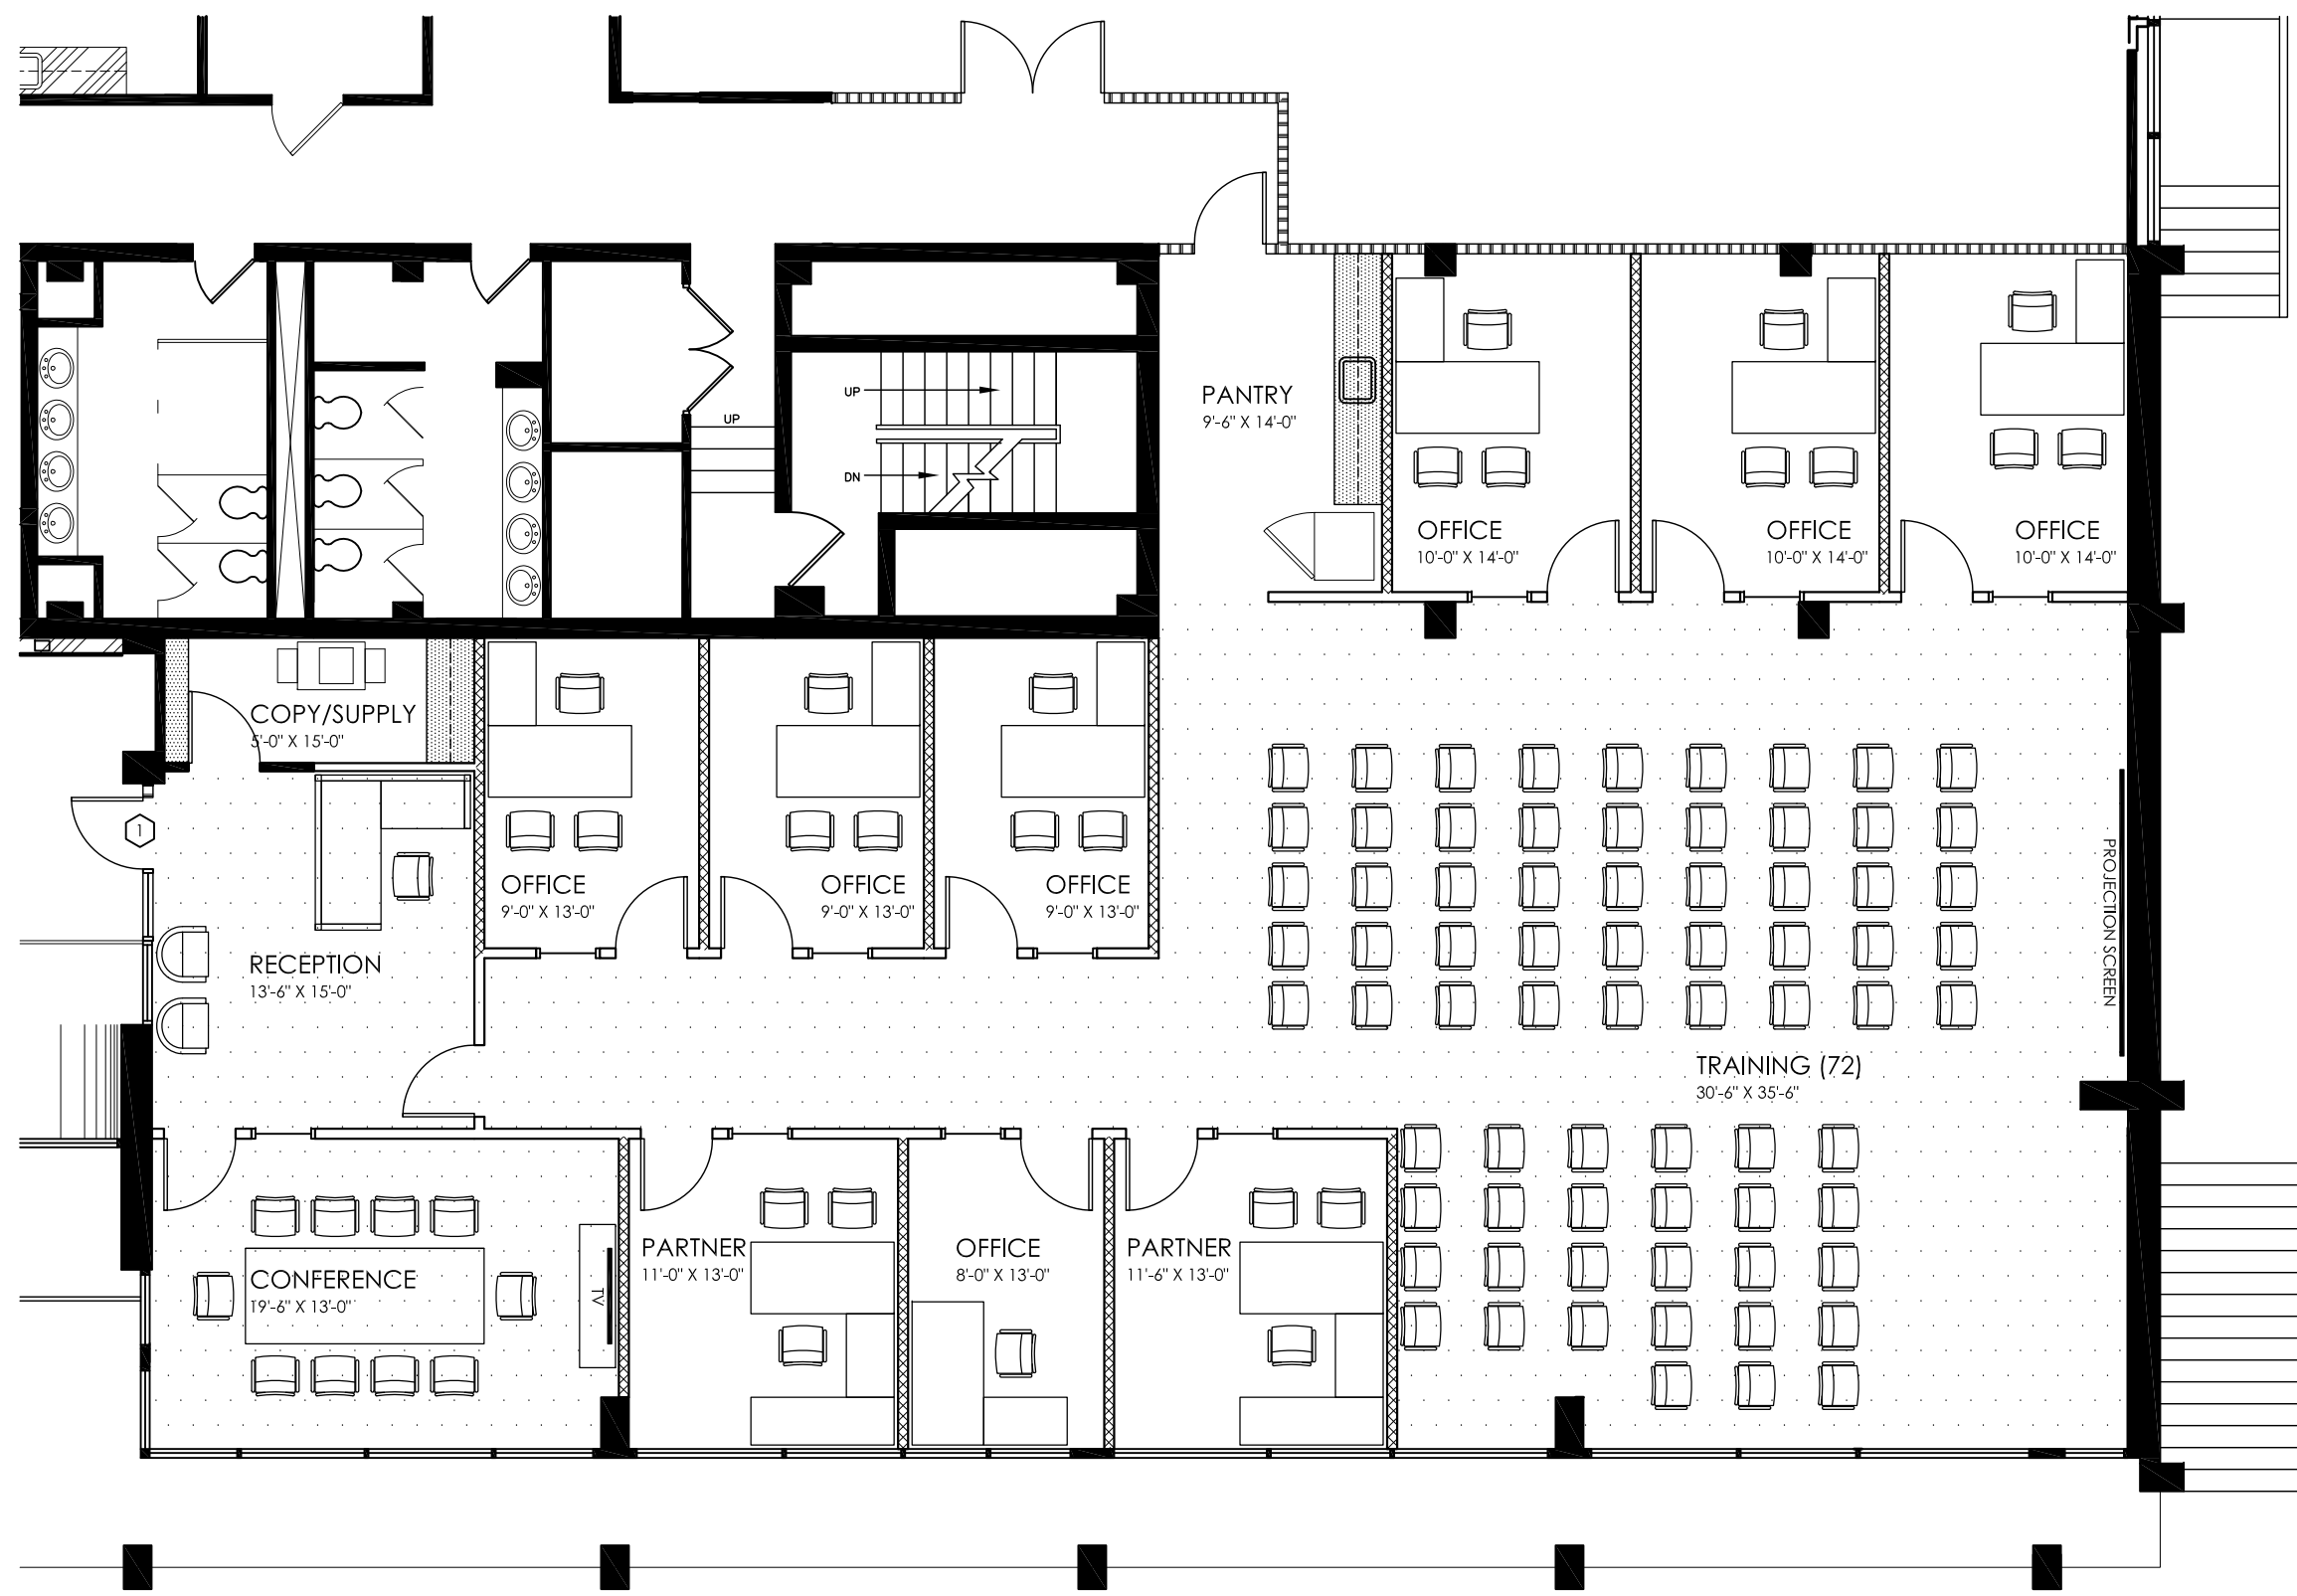 UP
UP
DN
PANTRY
9'-6" X 14'-0"
OFFICE
10'-0" X 14'-0"
OFFICE
10'-0" X 14'-0"
OFFICE
10'-0" X 14'-0"
COPY/SUPPLY
5'-0" X 15'-0"
1
OFFICE
9'-0" X 13'-0"
OFFICE
9'-0" X 13'-0"
OFFICE
9'-0" X 13'-0"
PROJECTION SCREEN
RECEPTION
13'-6" X 15'-0"
TRAINING (72)
30'-6" X 35'-6"
CONFERENCE
19'-6" X 13'-0"
TV
PARTNER
11'-0" X 13'-0"
OFFICE
8'-0" X 13'-0"
PARTNER
11'-6" X 13'-0"